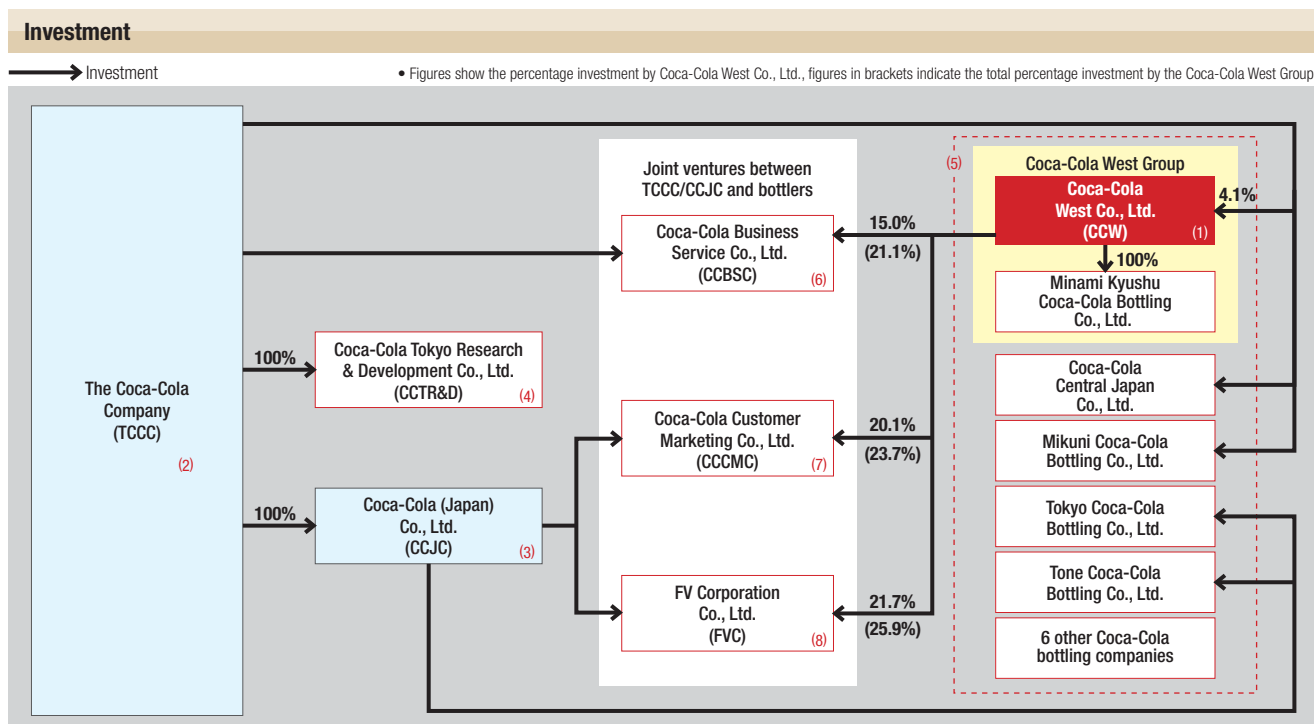 Investment
Investment
• Figures show the percentage investment by Coca-Cola West Co., Ltd., figures in brackets indicate the total percentage investment by the Coca-Cola West Group
The Coca-Cola
Company
(TCCC)
(2)
100%
Coca-Cola Tokyo Research
& Development Co., Ltd.
(CCTR&D)
(4)
100%
Coca-Cola (Japan)
Co., Ltd.
(CCJC)
(3)
Joint ventures between
TCCC/CCJC and bottlers
Coca-Cola Business
Service Co., Ltd.
(CCBSC)
(6)
15.0%
(21.1%)
Coca-Cola Customer
Marketing Co., Ltd.
(CCCMC)
(7)
20.1%
(23.7%)
FV Corporation
Co., Ltd.
(FVC)
(8)
21.7%
(25.9%)
(5)
Coca-Cola West Group
Coca-Cola
West Co., Ltd.
(CCW)
(1)
4.1%
100%
Minami Kyushu
Coca-Cola Bottling
Co., Ltd.
Coca-Cola
Central Japan
Co., Ltd.
Mikuni Coca-Cola
Bottling Co., Ltd.
Tokyo Coca-Cola
Bottling Co., Ltd.
Tone Coca-Cola
Bottling Co., Ltd.
6 other Coca-Cola
bottling companies